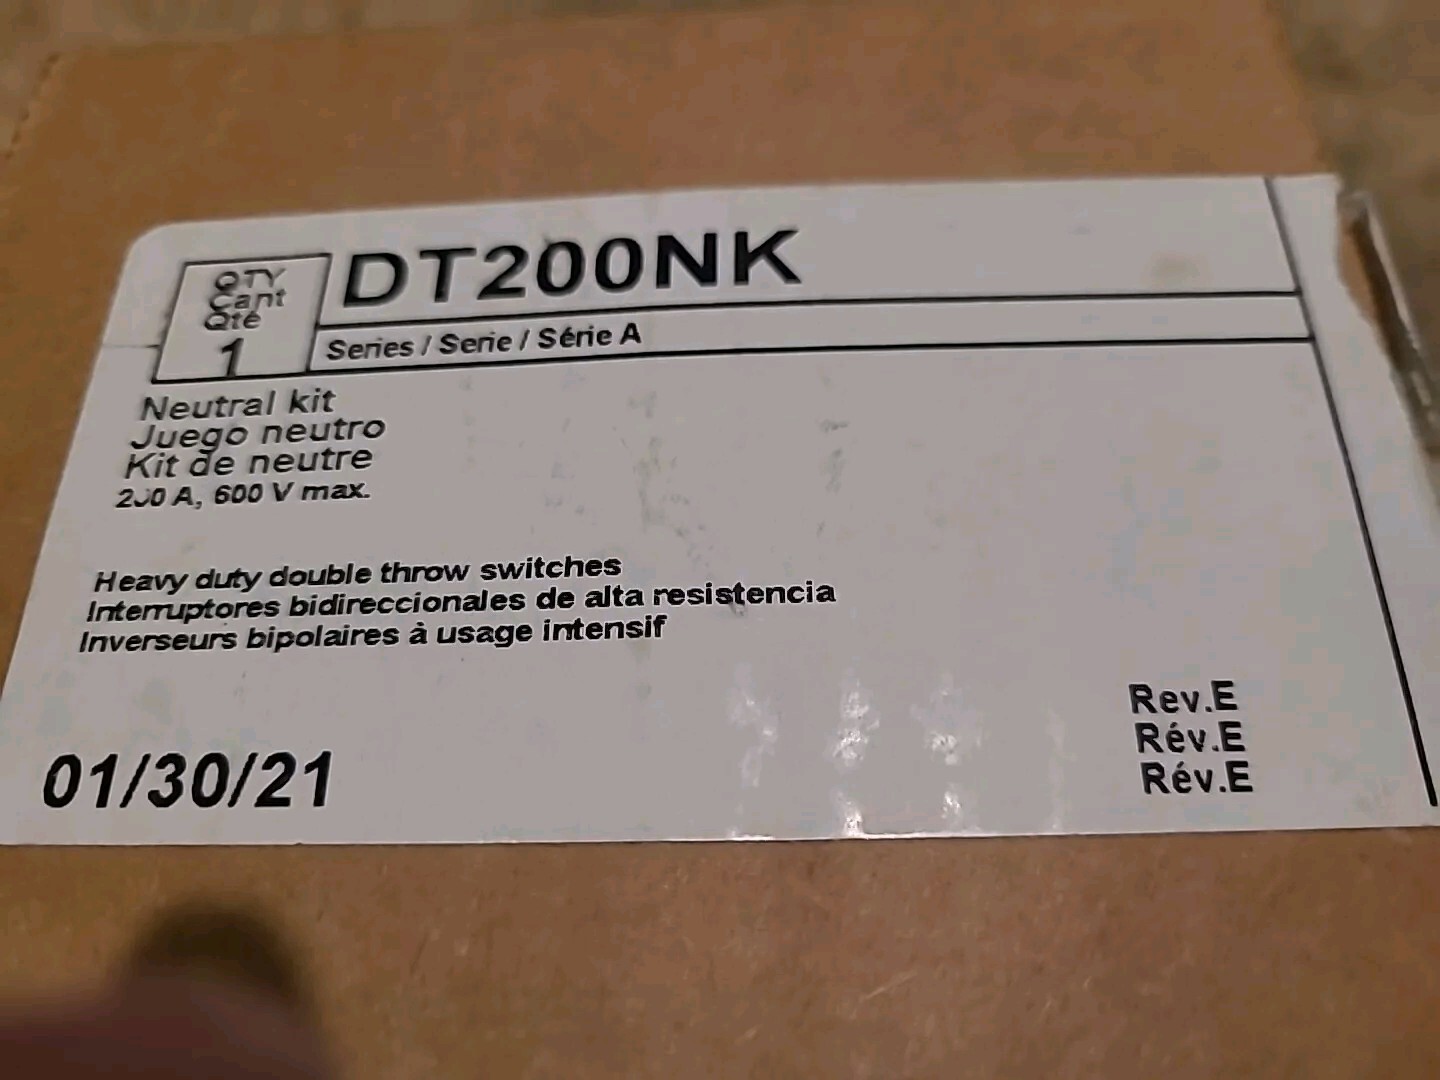 QTY
Cant
Qté
1
DT200NK
Series / Serie / Série A
Neutral kit
Juego neutro
Kit de neutre
200 A, 600 V max.
Heavy duty double throw switches
Interruptores bidireccionales de alta resistencia
Inverseurs bipolaires à usage intensif
Rev.E
Rév.E
Rév.E
01/30/21